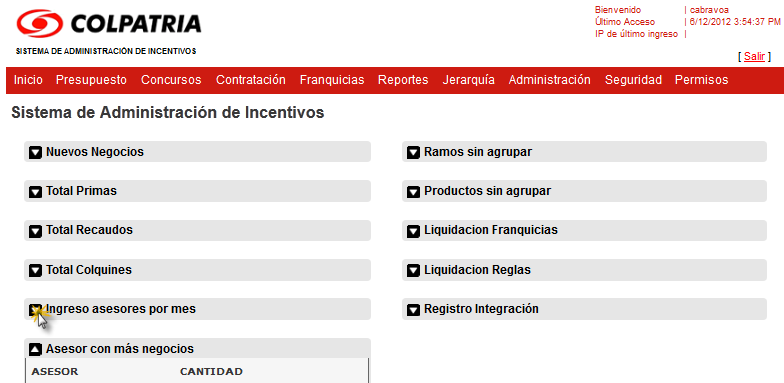 COLPATRIA
SISTEMA DE ADMINISTRACIÓN DE INCENTIVOS
Bienvenido | cabravoa
Último Acceso | 6/12/2012 3:54:37 PM
IP de último ingreso |
[ Salir ]
Inicio Presupuesto Concursos Contratación Franquicias Reportes Jerarquía Administración Seguridad Permisos
Sistema de Administración de Incentivos
Nuevos Negocios
Total Primas
Total Recaudos
Total Colquines
Ingreso asesores por mes
Asesor con más negocios
ASESOR CANTIDAD
Ramos sin agrupar
Productos sin agrupar
Liquidacion Franquicias
Liquidacion Reglas
Registro Integración